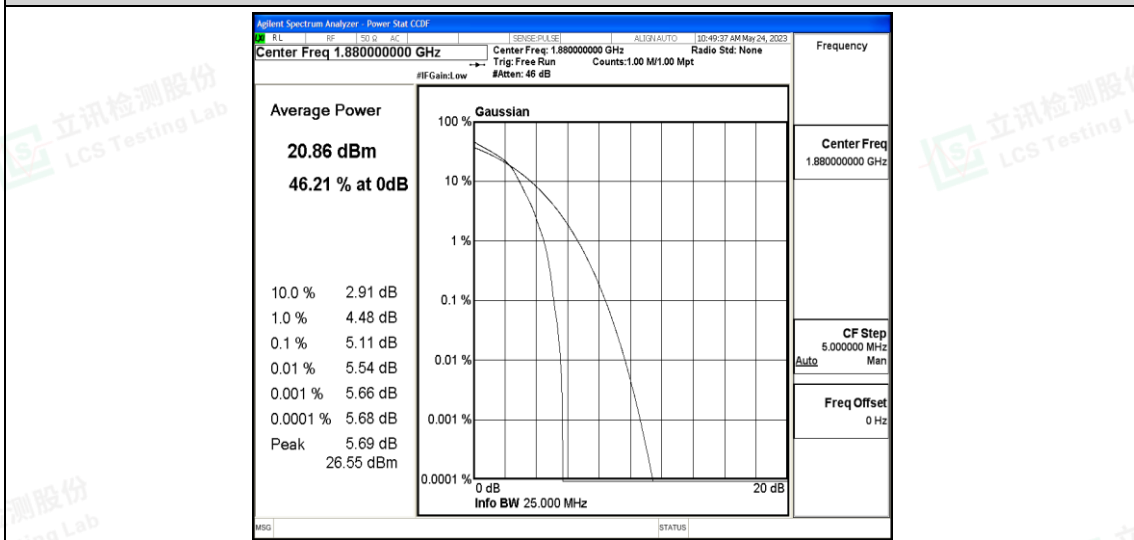 Agilent Spectrum Analyzer - Power Stat CCDF
RL RF 50 Ω AC SENSE:PULSE ALIGNAUTO 10:49:37 AM May 24, 2023
Center Freq 1.880000000 GHz
Center Freq: 1.880000000 GHz Radio Std: None
Trig: Free Run Counts:1.00 M/1.00 Mpt
#IFGain:Low #Atten: 46 dB
Frequency
Average Power
20.86 dBm
46.21 % at 0dB
10.0 % 2.91 dB
1.0 % 4.48 dB
0.1 % 5.11 dB
0.01 % 5.54 dB
0.001 % 5.66 dB
0.0001 % 5.68 dB
Peak 5.69 dB
26.55 dBm
Gaussian
100 %
10 %
1 %
0.1 %
0.01 %
0.001 %
0.0001 %
0 dB 20 dB
Info BW 25.000 MHz
Center Freq
1.880000000 GHz
CF Step
5.000000 MHz
Auto Man
Freq Offset
0 Hz
MSG STATUS
立讯检测股份
LCS Testing Lab
立讯检测股
LCS Testing L
测股份
ing Lab